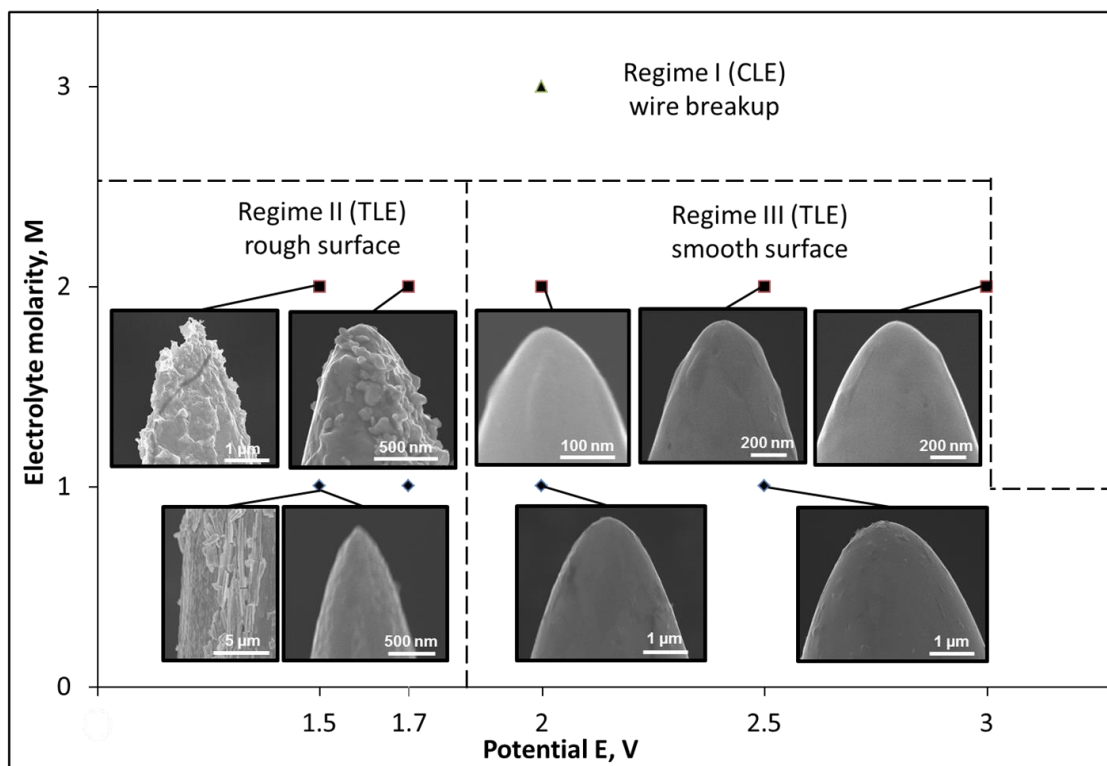 3
Regime I (CLE)
wire breakup
Regime II (TLE)
rough surface
Regime III (TLE)
smooth surface
Electrolyte molarity, M
2
1 µm
500 nm
100 nm
200 nm
200 nm
1
5 µm
500 nm
1 µm
1 µm
0
1.5
1.7
2
2.5
3
Potential E, V